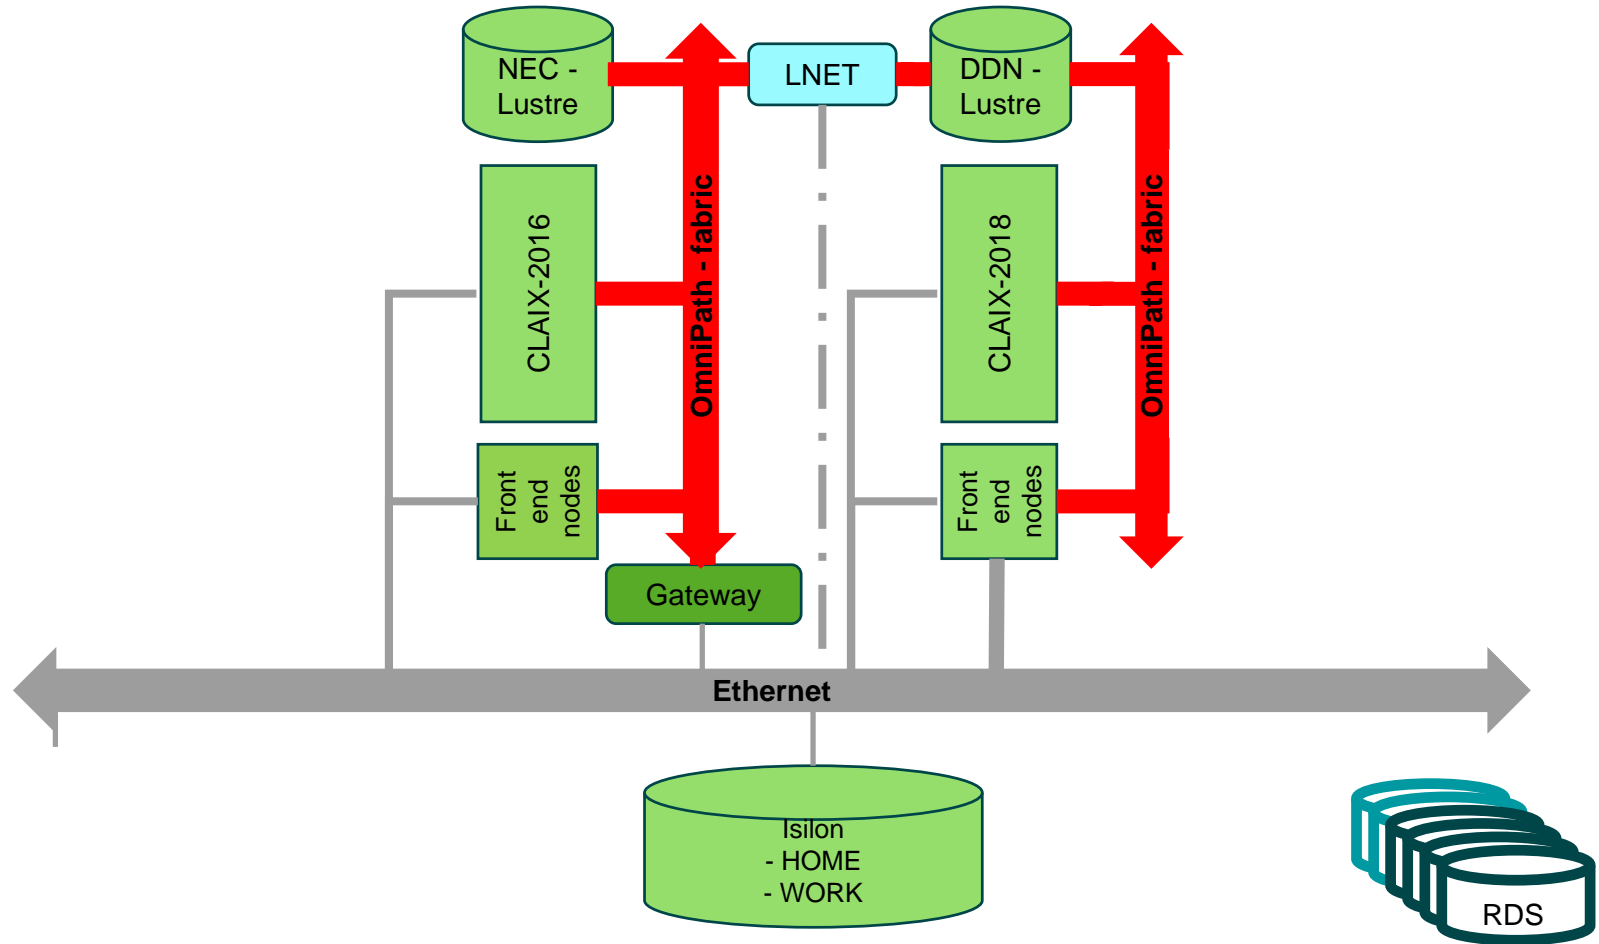 NEC -
Lustre
LNET
DDN -
Lustre
CLAIX-2016
OmniPath - fabric
CLAIX-2018
OmniPath - fabric
Front
end
nodes
Front
end
nodes
Gateway
Ethernet
Isilon
- HOME
- WORK
RDS